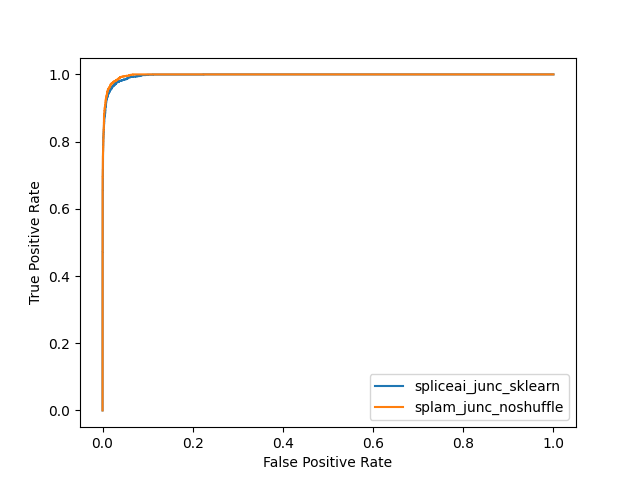 1.0
0.8
0.6
0.4
0.2
0.0
True Positive Rate
spliceai_junc_sklearn
splam_junc_noshuffle
0.0 0.2 0.4 0.6 0.8 1.0
False Positive Rate